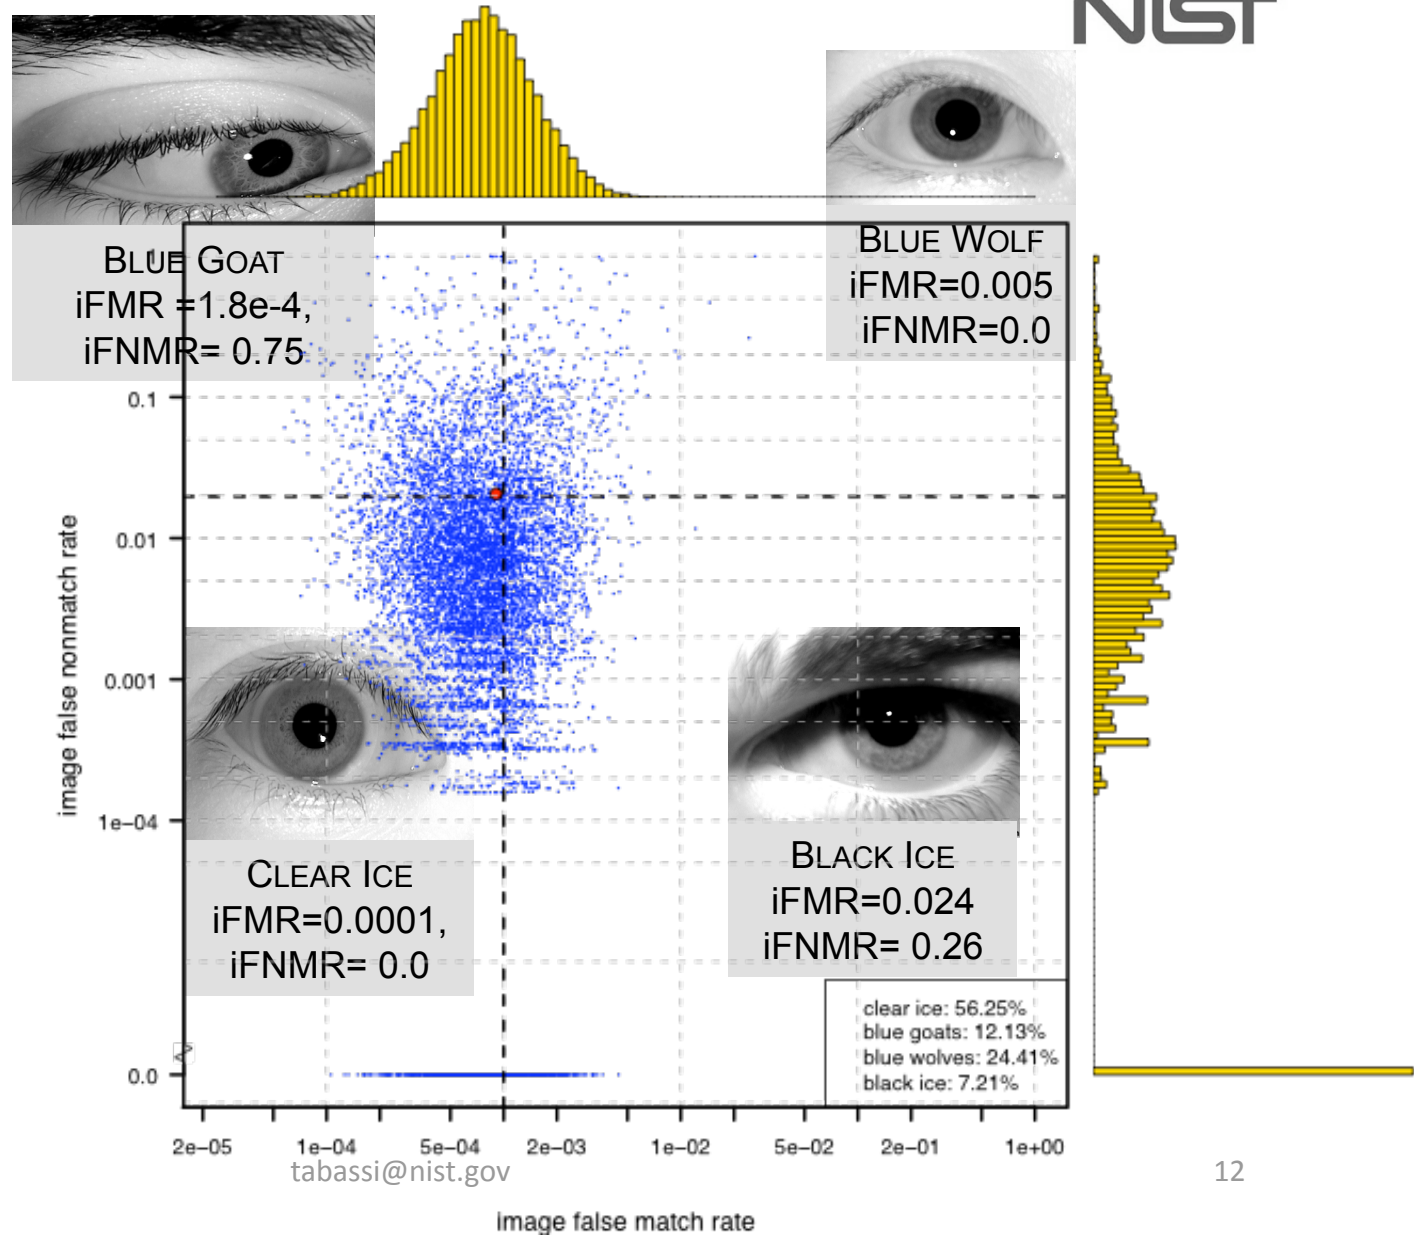 NIST
BLUE GOAT
iFMR =1.8e-4,
iFNMR= 0.75
BLUE WOLF
iFMR=0.005
iFNMR=0.0
1
0.1
0.01
0.001
1e-04
0.0
image false nonmatch rate
CLEAR ICE
iFMR=0.0001,
iFNMR= 0.0
BLACK ICE
iFMR=0.024
iFNMR= 0.26
clear ice: 56.25%
blue goats: 12.13%
blue wolves: 24.41%
black ice: 7.21%
2e-05 1e-04 5e-04 2e-03 1e-02 5e-02 2e-01 1e+00
tabassi@nist.gov 12
image false match rate